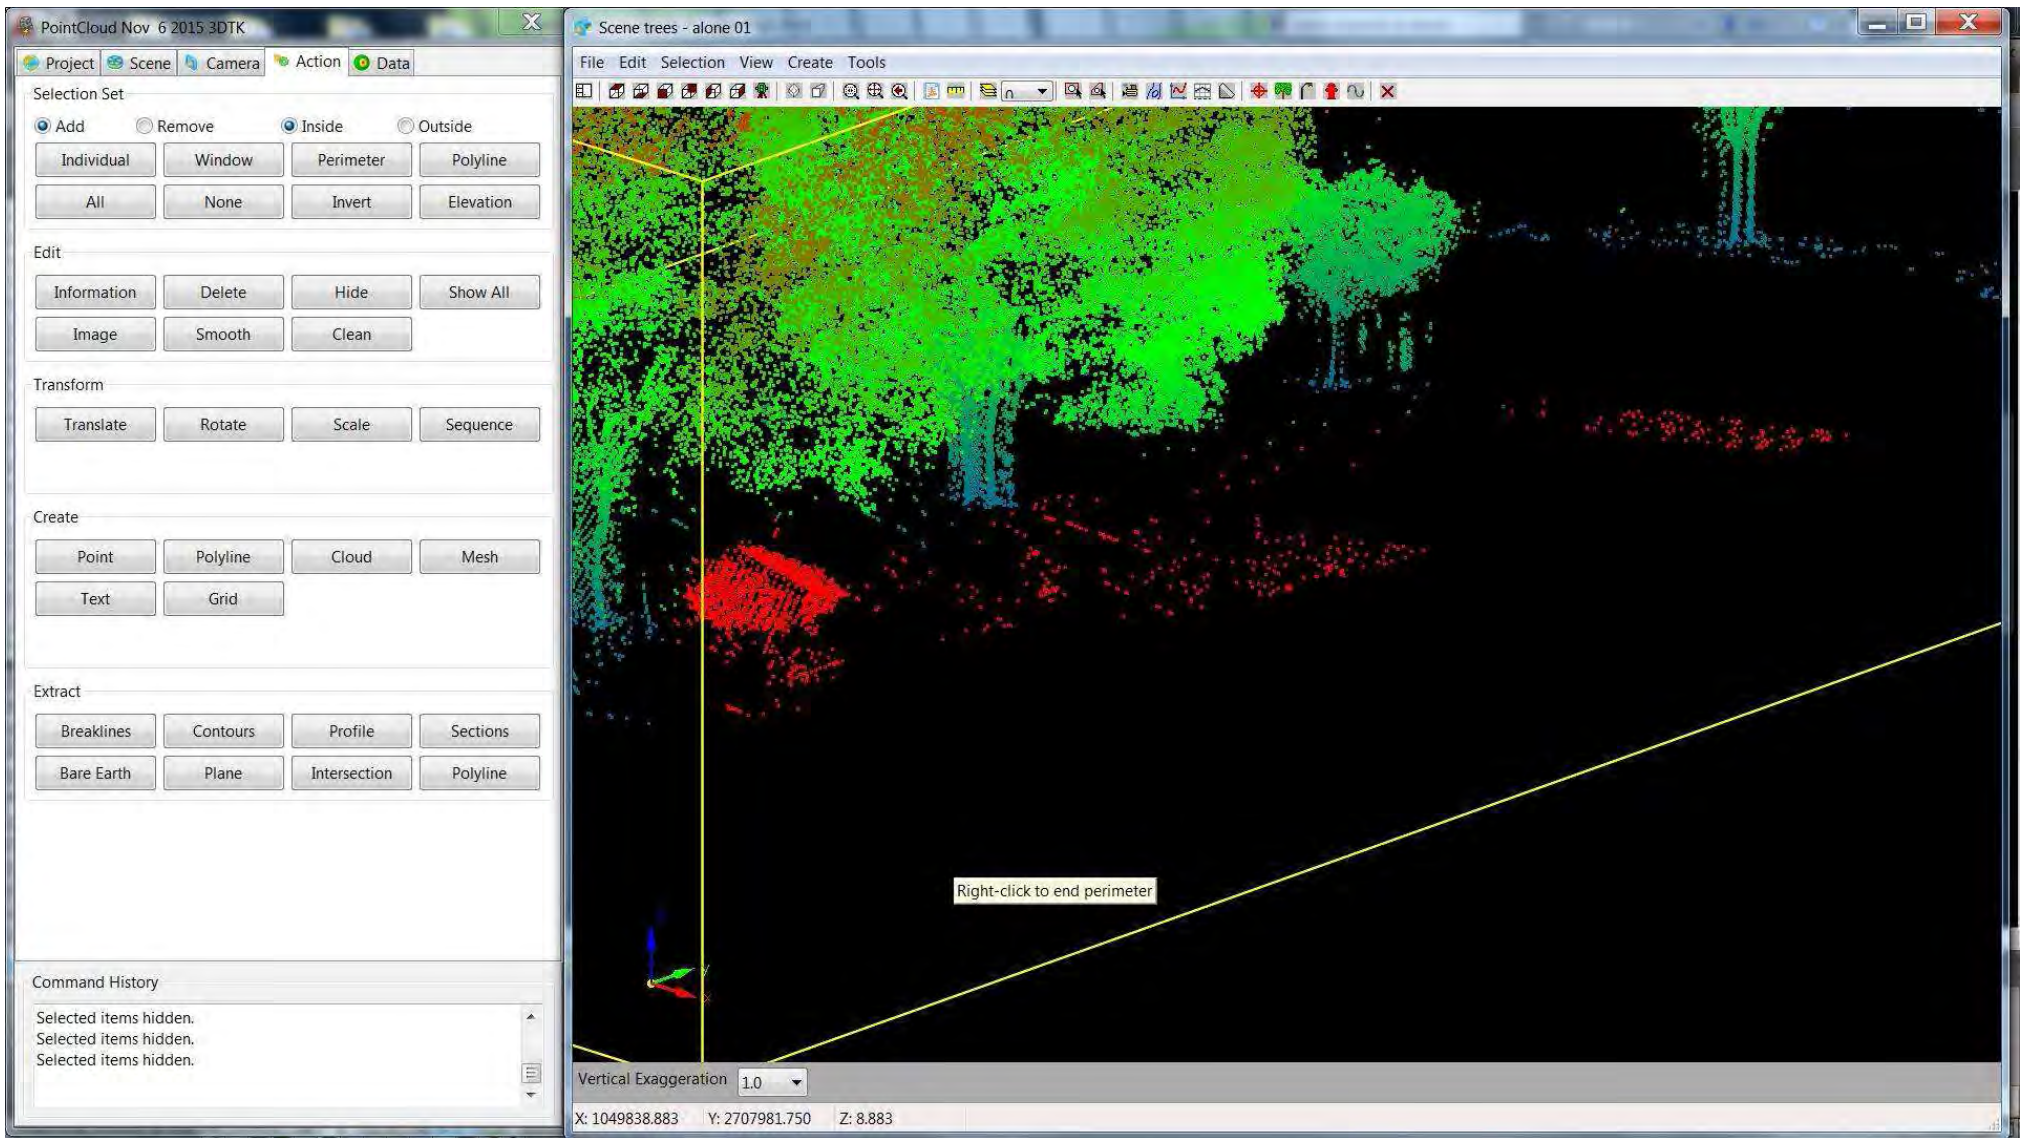 PointCloud Nov 6 2015 3DTK
Project Scene Camera Action Data
Selection Set
Add Remove Inside Outside
Individual Window Perimeter Polyline
All None Invert Elevation
Edit
Information Delete Hide Show All
Image Smooth Clean
Transform
Translate Rotate Scale Sequence
Create
Point Polyline Cloud Mesh
Text Grid
Extract
Breaklines Contours Profile Sections
Bare Earth Plane Intersection Polyline
Command History
Selected items hidden.
Selected items hidden.
Selected items hidden.
Scene trees - alone 01
File Edit Selection View Create Tools
Right-click to end perimeter
Y
X
Vertical Exaggeration 1.0
X: 1049838.883 Y: 2707981.750 Z: 8.883